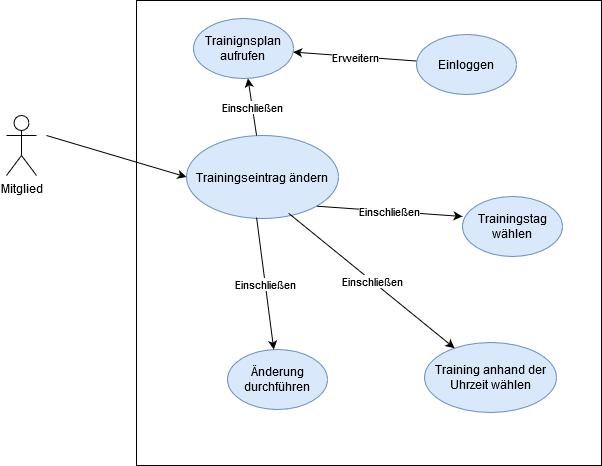 Trainignsplan
aufrufen
Erweitern
Einloggen
Einschließen
Mitglied
Trainingseintrag ändern
Einschließen
Trainingstag
wählen
Einschließen
Einschließen
Änderung
durchführen
Training anhand der
Uhrzeit wählen